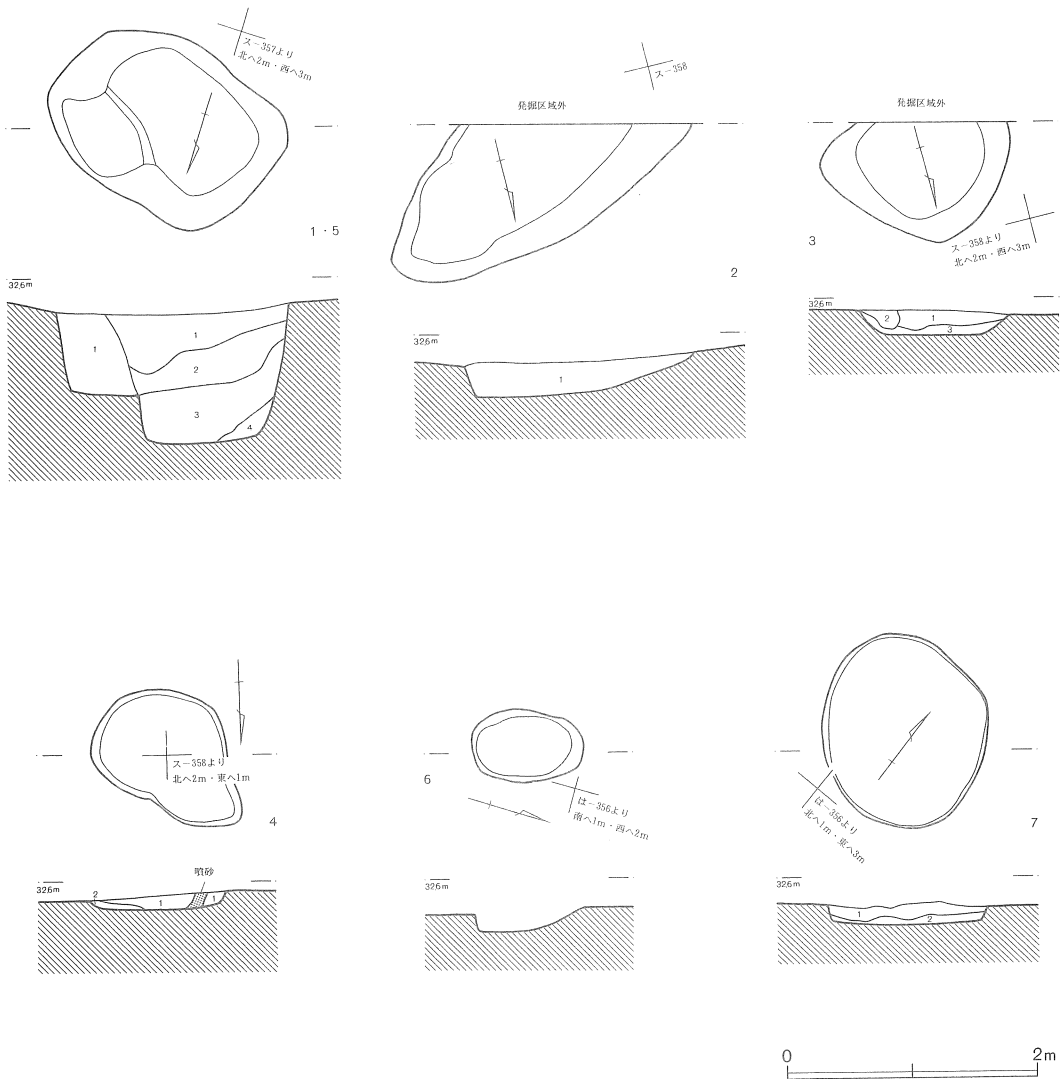 ス−357より
北へ2m・西へ3m
1・5
32.6m
1
1
2
3
4
ス−358
発掘区域外
2
32.6m
1
発掘区域外
ス−358より
北へ2m・西へ3m
3
32.6m
2
1
3
ス−358より
北へ2m・東へ1m
4
噴砂
32.6m
2
1
1
は−356より
南へ1m・西へ2m
6
32.6m
は−356より
北へ1m・東へ3m
7
32.6m
1
2
0
2m